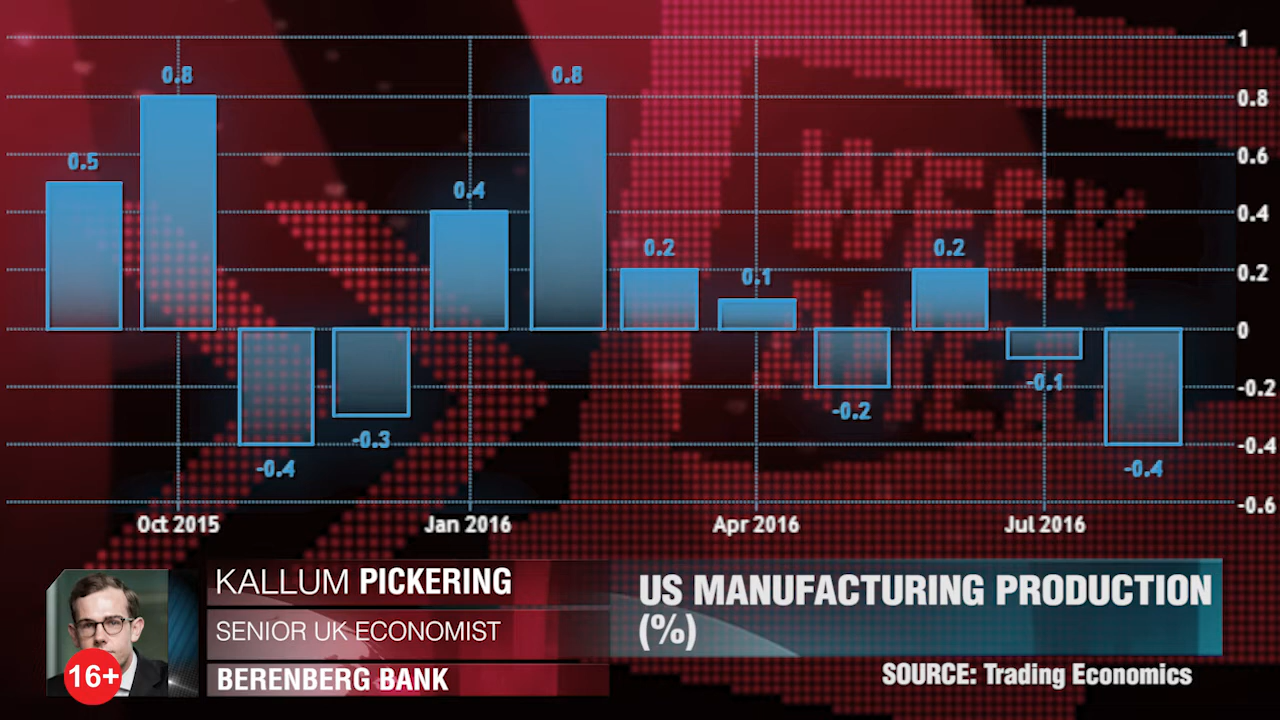 1
0.8
0.8
0.8
0.6
0.5
0.4
0.4
0.2
0.2
0.2
0.1
0
-0.1
-0.2
-0.2
-0.3
-0.4
-0.4
-0.4
-0.6
Oct 2015
Jan 2016
Apr 2016
Jul 2016
KALLUM PICKERING
SENIOR UK ECONOMIST
BERENBERG BANK
16+
US MANUFACTURING PRODUCTION
(%)
SOURCE: Trading Economics
WEAK